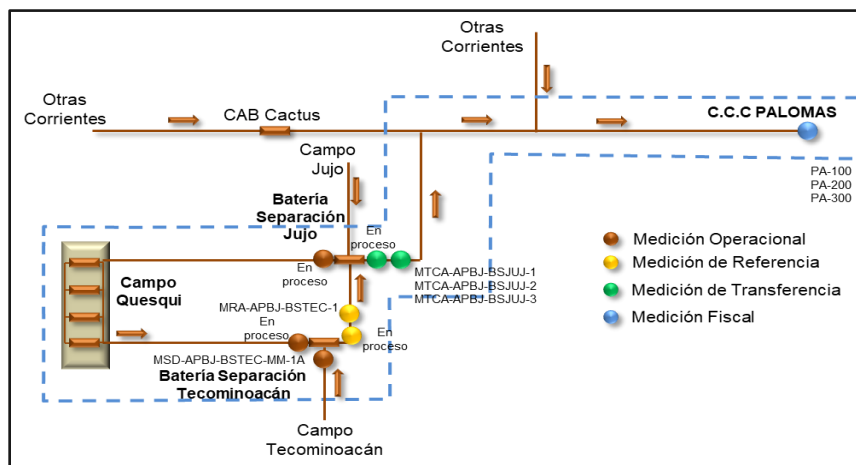 Otras
Corrientes
Otras
Corrientes
CAB Cactus
C.C.C PALOMAS
Campo
Jujo
PA-100
PA-200
PA-300
Batería
Separación
Jujo
En
proceso
En
proceso
Medición Operacional
Medición de Referencia
Medición de Transferencia
Medición Fiscal
MTCA-APBJ-BSJUJ-1
MTCA-APBJ-BSJUJ-2
MTCA-APBJ-BSJUJ-3
Campo
Quesqui
MRA-APBJ-BSTEC-1
En
proceso
En
proceso
MSD-APBJ-BSTEC-MM-1A
Batería Separación
Tecominoacán
Campo
Tecominoacán